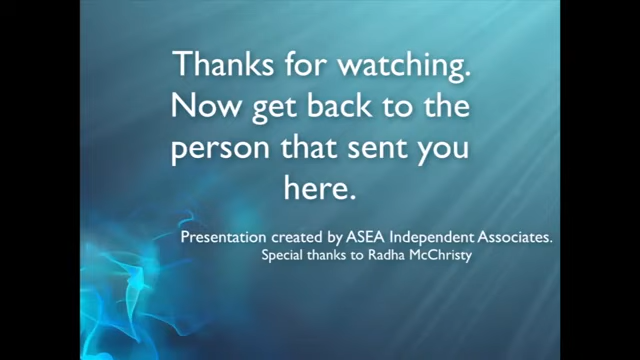 Thanks for watching.
Now get back to the
person that sent you
here.
Presentation created by ASEA Independent Associates.
Special thanks to Radha McChristy